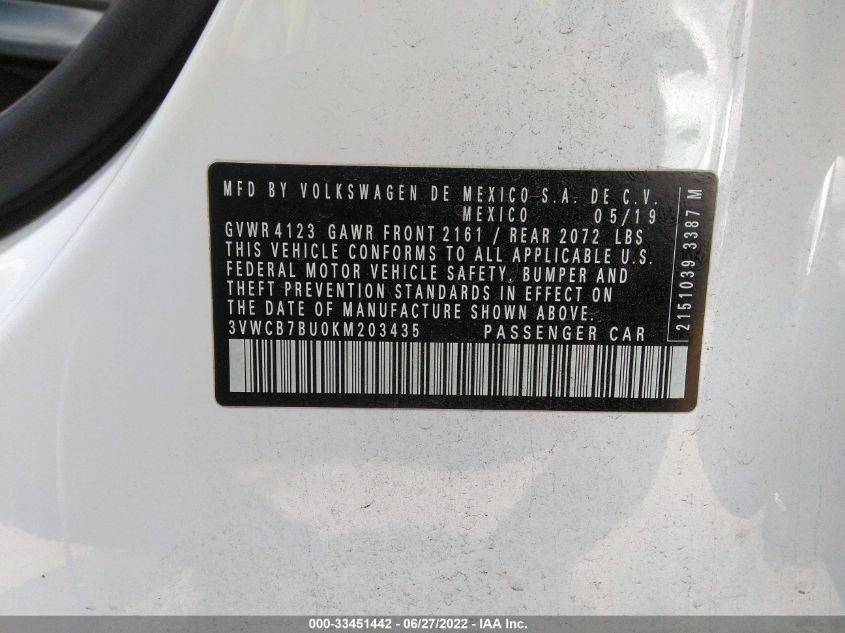 MFD BY VOLKSWAGEN DE MEXICO S.A. DE C.V.
MEXICO 05/19
GVWR 4123 GAWR FRONT 2161 / REAR 2072 LBS
THIS VEHICLE CONFORMS TO ALL APPLICABLE U.S.
FEDERAL MOTOR VEHICLE SAFETY, BUMPER AND
THEFT PREVENTION STANDARDS IN EFFECT ON
THE DATE OF MANUFACTURE SHOWN ABOVE.
3VWCB7BU0KM203435 PASSENGER CAR
215103933387 M
000-33451442 - 06/27/2022 - IAA Inc.